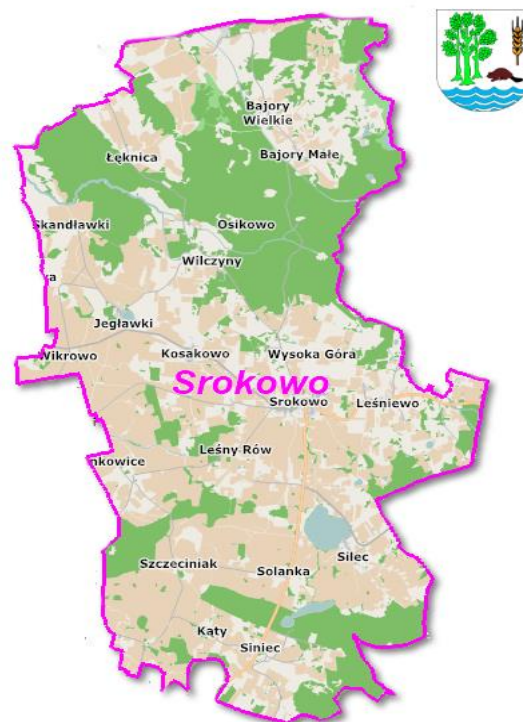 Bajory
Wielkie
Łęknica
Bajory Małe
Skandławki
Osikowo
Wilczyny
Jegławki
Wikrowo
Kosakowo
Wysoka Góra
Srokowo
Srokowo
Leśniewo
Leśny Rów
nkowice
Silec
Szczeciniak
Solanka
Kąty
Siniec